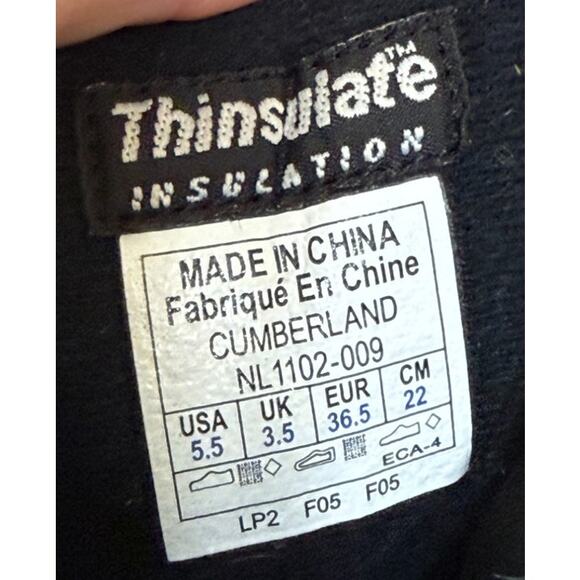 Thinsulate™
INSULATION
MADE IN CHINA
Fabriqué En Chine
CUMBERLAND
NL1102-009
USA UK EUR CM
5.5 3.5 36.5 22
ECA-4
LP2 F05 F05